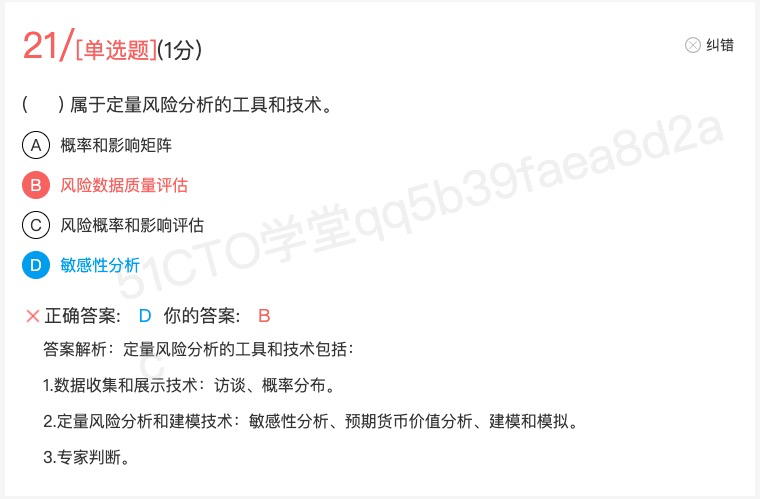 21/[单选题](1分)
纠错
(  ) 属于定量风险分析的工具和技术。
A 概率和影响矩阵
B 风险数据质量评估
C 风险概率和影响评估
D 敏感性分析
51CTO学堂qq5b39faea8d2a
正确答案: D 你的答案: B
答案解析：定量风险分析的工具和技术包括：
c
1.数据收集和展示技术：访谈、概率分布。
2.定量风险分析和建模技术：敏感性分析、预期货币价值分析、建模和模拟。
3.专家判断。